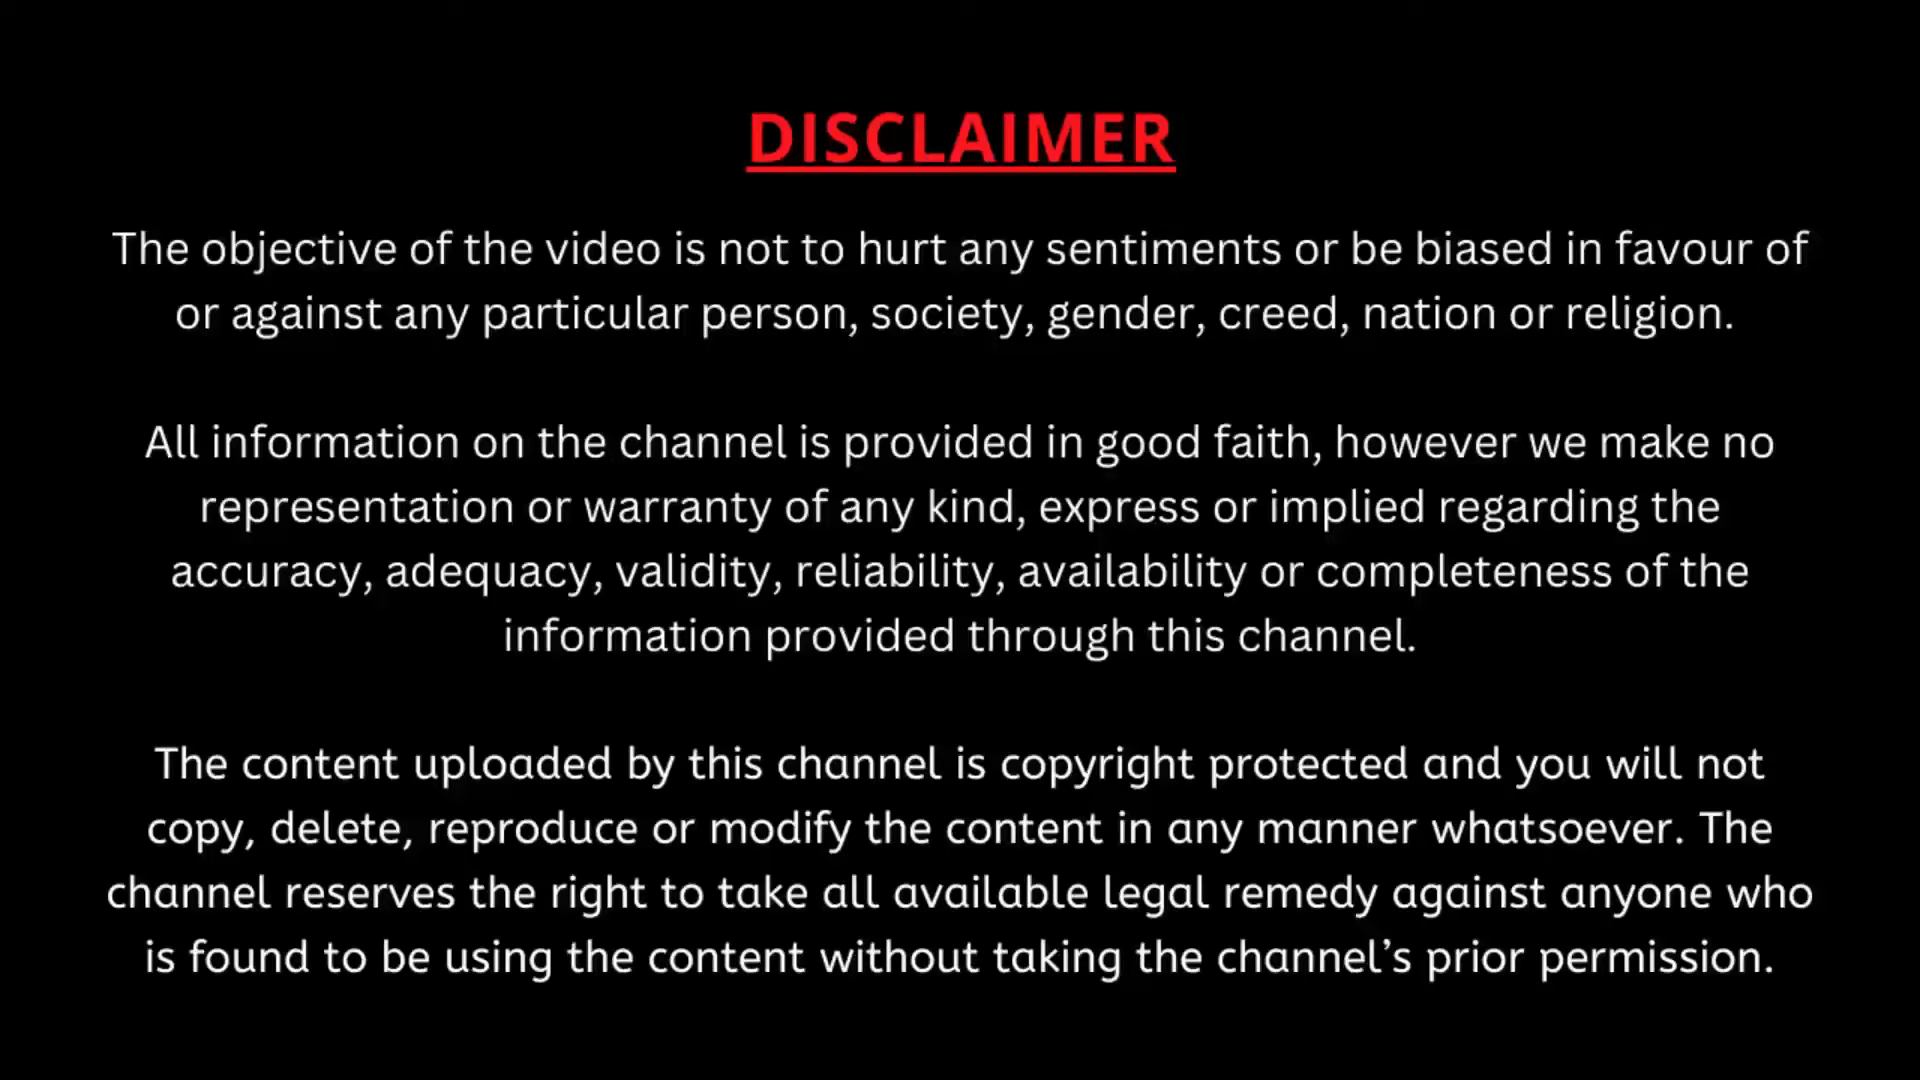 DISCLAIMER
The objective of the video is not to hurt any sentiments or be biased in favour of
or against any particular person, society, gender, creed, nation or religion.
All information on the channel is provided in good faith, however we make no
representation or warranty of any kind, express or implied regarding the
accuracy, adequacy, validity, reliability, availability or completeness of the
information provided through this channel.
The content uploaded by this channel is copyright protected and you will not
copy, delete, reproduce or modify the content in any manner whatsoever. The
channel reserves the right to take all available legal remedy against anyone who
is found to be using the content without taking the channel’s prior permission.